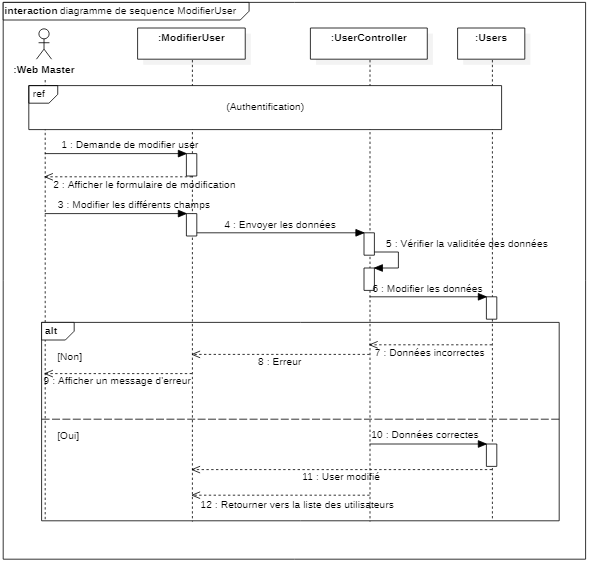 interaction diagramme de sequence ModifierUser
:ModifierUser
:UserController
:Users
:Web Master
ref
(Authentification)
1 : Demande de modifier user
2 : Afficher le formulaire de modification
3 : Modifier les différents champs
4 : Envoyer les données
5 : Vérifier la validitée des données
6 : Modifier les données
alt
[Non]
7 : Données incorrectes
8 : Erreur
9 : Afficher un message d'erreur
[Oui]
10 : Données correctes
11 : User modifié
12 : Retourner vers la liste des utilisateurs